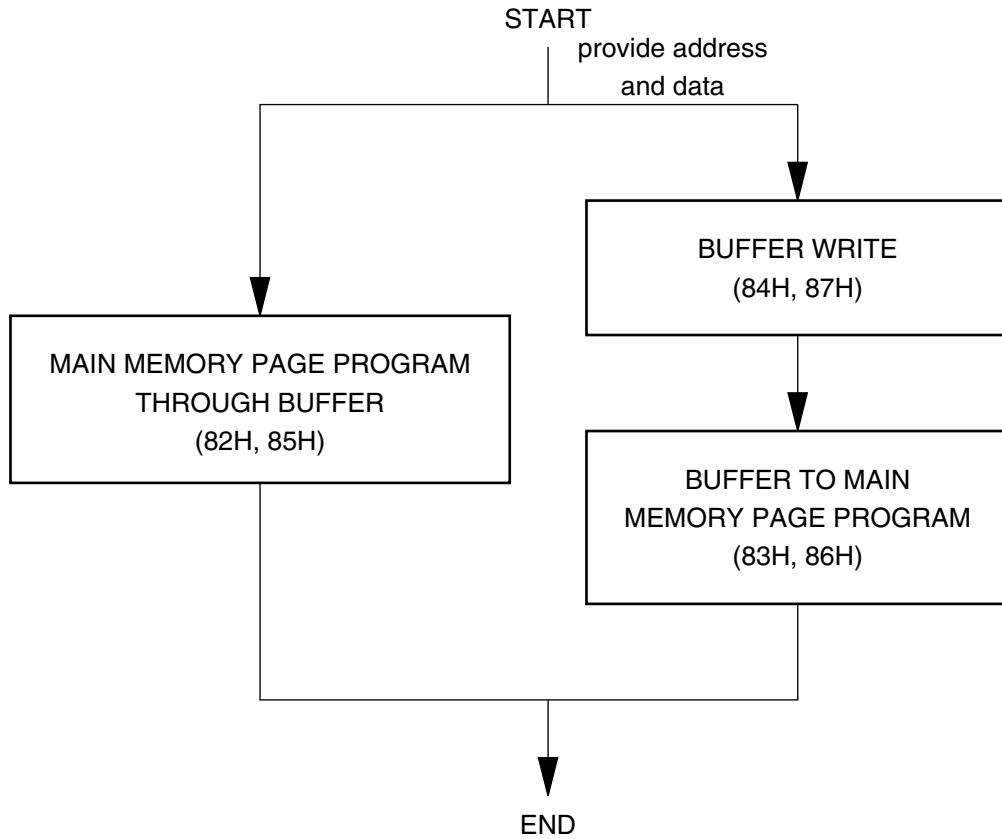 START
provide address
and data
BUFFER WRITE
(84H, 87H)
MAIN MEMORY PAGE PROGRAM
THROUGH BUFFER
(82H, 85H)
BUFFER TO MAIN
MEMORY PAGE PROGRAM
(83H, 86H)
END